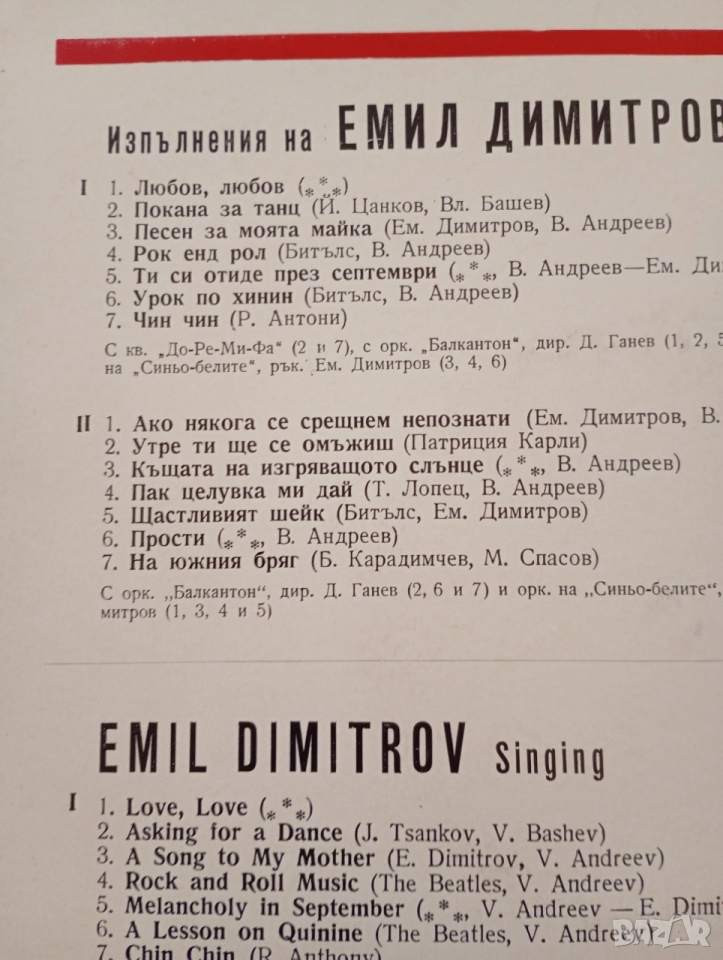 Изпълнения на ЕМИЛ ДИМИТРОВ
I 1. Любов, любов (***)
2. Покана за танц (Й. Цанков, Вл. Башев)
3. Песен за моята майка (Ем. Димитров, В. Андреев)
4. Рок енд рол (Битълс, В. Андреев)
5. Ти си отиде през септември (***, В. Андреев—Ем.
6. Урок по хинин (Битълс, В. Андреев)
7. Чин чин (Р. Антони)
С кв. „До-Ре-Ми-Фа“ (2 и 7), с орк. „Балкантон“, дир. Д. Ганев (1, 2, 5
на „Синьо-белите“, рък. Ем. Димитров (3, 4, 6)
II 1. Ако някога се срещнем непознати (Ем. Димитров, В.
2. Утре ти ще се омъжиш (Патриция Карли)
3. Къщата на изгряващото слънце (***, В. Андреев)
4. Пак целувка ми дай (Т. Лопец, В. Андреев)
5. Щастливият шейк (Битълс, Ем. Димитров)
6. Прости (***, В. Андреев)
7. На южния бряг (Б. Карадимчев, М. Спасов)
С орк. „Балкантон“, дир. Д. Ганев (2, 6 и 7) и орк. на „Синьо-белите“,
митров (1, 3, 4 и 5)
EMIL DIMITROV Singing
I 1. Love, Love (***)
2. Asking for a Dance (J. Tsankov, V. Bashev)
3. A Song to My Mother (E. Dimitrov, V. Andreev)
4. Rock and Roll Music (The Beatles, V. Andreev)
5. Melancholy in September (***, V. Andreev — E. Dimit
6. A Lesson on Quinine (The Beatles, V. Andreev)
7. Chin Chin (R. Anthony)
BAZAR